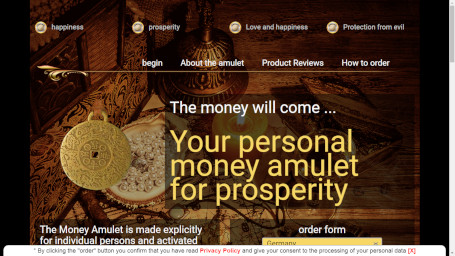 happiness
prosperity
Love and happiness
Protection from evil
begin
About the amulet
Product Reviews
How to order
The money will come ...
Your personal
money amulet
for prosperity
The Money Amulet is made explicitly
for individual persons and activated
order form
Germany
* By clicking the "order" button you confirm that you have read Privacy Policy and give your consent to the processing of your personal data [X]